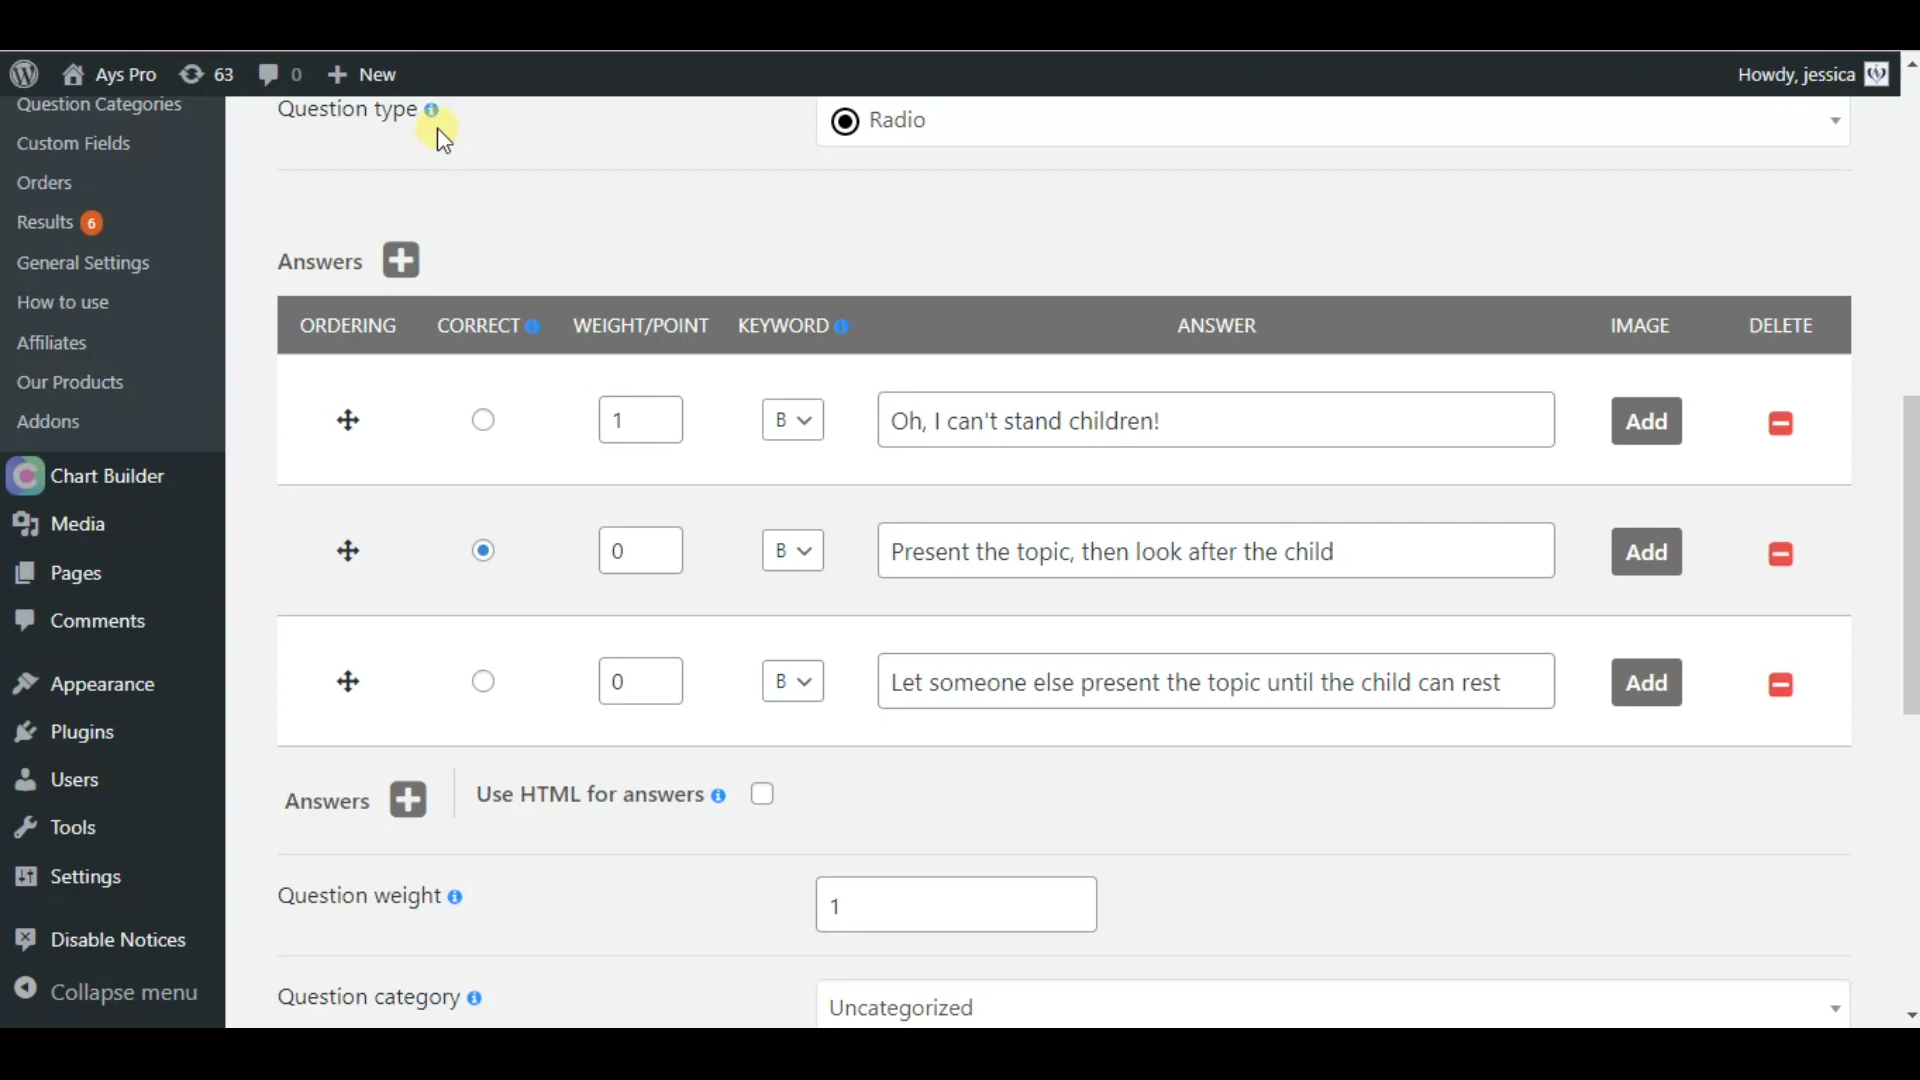 Ays Pro 63 0 New Howdy, jessica
Question Categories
Custom Fields
Orders
Results 6
General Settings
How to use
Affiliates
Our Products
Addons
Chart Builder
Media
Pages
Comments
Appearance
Plugins
Users
Tools
Settings
Disable Notices
Collapse menu
Question type Radio
Answers
ORDERING CORRECT WEIGHT/POINT KEYWORD ANSWER IMAGE DELETE
1 B Oh, I can't stand children! Add
0 B Present the topic, then look after the child Add
0 B Let someone else present the topic until the child can rest Add
Answers Use HTML for answers
Question weight 1
Question category Uncategorized